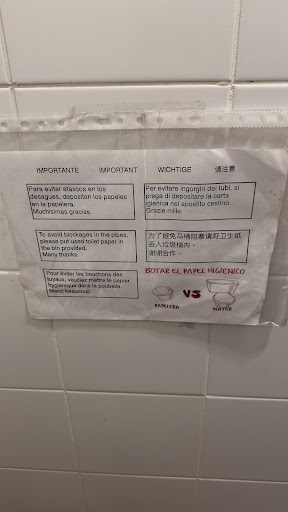 IMPORTANTE IMPORTANT WICHTIGE 请注意
Para evitar atascos en los
desagues, depositen los papeles
en la papelera.
Muchísimas gracias.
Per evitare ingorghi dei tubi, si
prega di depositare la carta
igienica nel apostito cestino.
Grazie mille.
To avoid blockages in the pipes,
please put used toilet paper in
the bin provided.
Many thanks.
为了避免马桶阻塞请将卫生纸
丢入垃圾桶内。
谢谢合作。
Pour éviter les bouchons des
tuyaux, veuillez mettre le papier
hygiénique dans la poubelle.
Merci beaucoup.
BOTAR EL PAPEL HIGIENICO
VS
PAPELERA
WATER